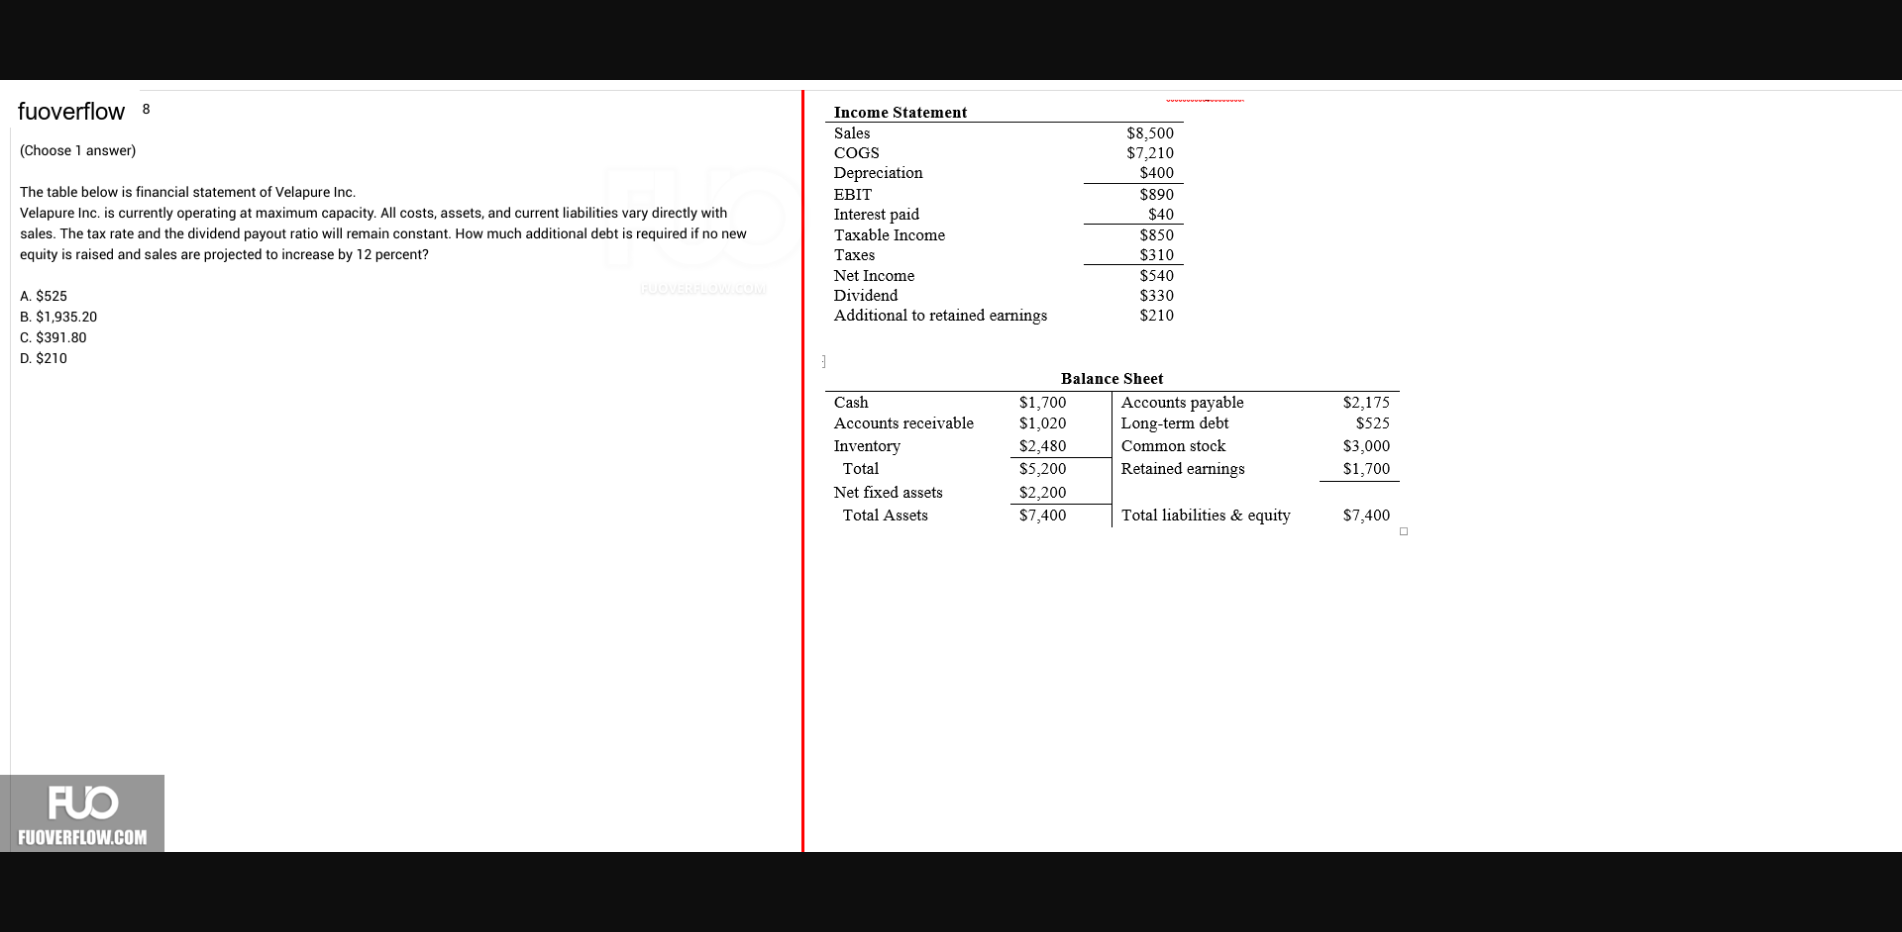 fuoverflow 8
(Choose 1 answer)
The table below is financial statement of Velapure Inc.
Velapure Inc. is currently operating at maximum capacity. All costs, assets, and current liabilities vary directly with
sales. The tax rate and the dividend payout ratio will remain constant. How much additional debt is required if no new
equity is raised and sales are projected to increase by 12 percent?
A. $525
B. $1,935.20
C. $391.80
D. $210
FUO
FUOVERFLOW.COM
FUO
FUOVERFLOW.COM
Income Statement
Sales $8,500
COGS $7,210
Depreciation $400
EBIT $890
Interest paid $40
Taxable Income $850
Taxes $310
Net Income $540
Dividend $330
Additional to retained earnings $210
Balance Sheet
Cash $1,700 Accounts payable $2,175
Accounts receivable $1,020 Long-term debt $525
Inventory $2,480 Common stock $3,000
Total $5,200 Retained earnings $1,700
Net fixed assets $2,200
Total Assets $7,400 Total liabilities & equity $7,400